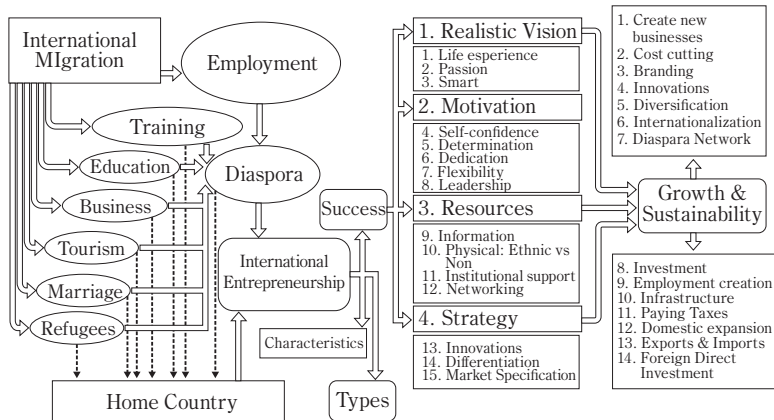 International
MIgration
Employment
Training
Education
Diaspora
Business
Tourism
Marriage
Refugees
International
Entrepreneurship
Characteristics
Home Country
Types
Success
1. Realistic Vision
1. Life esperience
2. Passion
3. Smart
2. Motivation
4. Self-confidence
5. Determination
6. Dedication
7. Flexibility
8. Leadership
3. Resources
9. Information
10. Physical: Ethnic vs
Non
11. Institutional support
12. Networking
4. Strategy
13. Innovations
14. Differentiation
15. Market Specification
1. Create new
businesses
2. Cost cutting
3. Branding
4. Innovations
5. Diversification
6. Internationalization
7. Diaspara Network
Growth &
Sustainability
8. Investment
9. Employment creation
10. Infrastructure
11. Paying Taxes
12. Domestic expansion
13. Exports & Imports
14. Foreign Direct
Investment